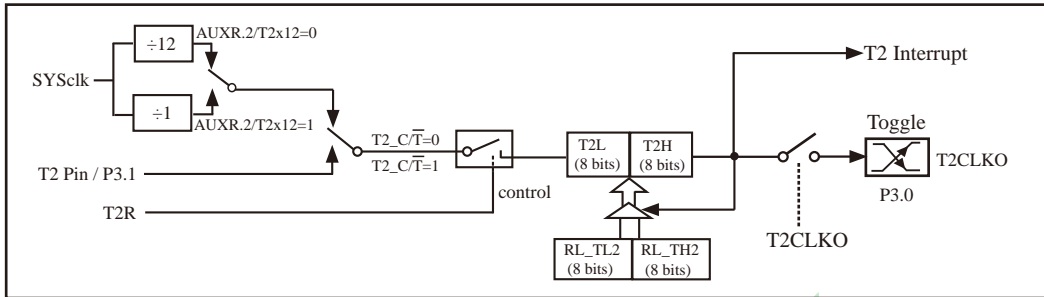 ÷12
AUXR.2/T2x12=0
SYSclk
÷1
AUXR.2/T2x12=1
T2 Pin / P3.1
T2R
T2_C/T̅=0
T2_C/T̅=1
control
T2L
(8 bits)
T2H
(8 bits)
RL_TL2
(8 bits)
RL_TH2
(8 bits)
T2 Interrupt
Toggle
T2CLKO
P3.0
T2CLKO